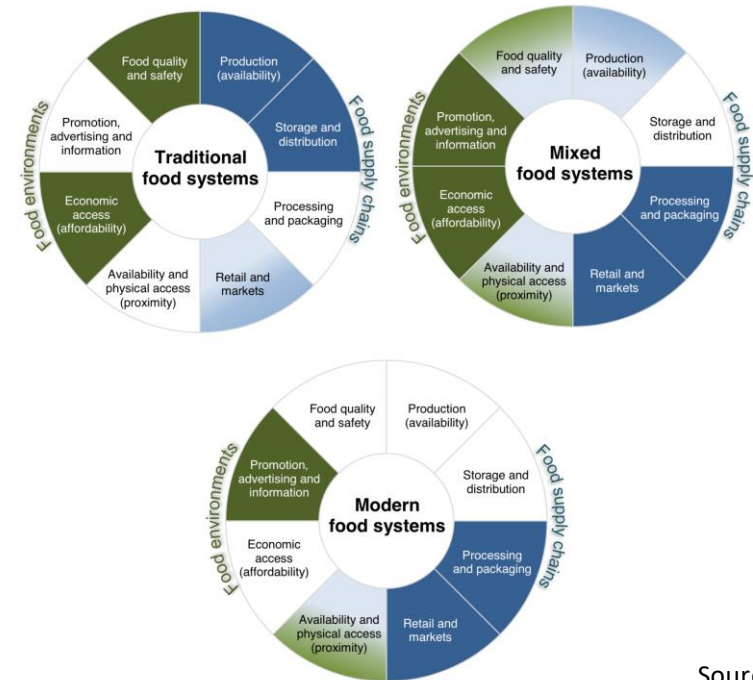 Food quality
and safety
Production
(availability)
Storage and
distribution
Processing
and packaging
Retail and
markets
Availability and
physical access
(proximity)
Economic
access
(affordability)
Promotion,
advertising and
information
Traditional
food systems
Food environments
Food supply chains
Food quality
and safety
Production
(availability)
Storage and
distribution
Processing
and packaging
Retail and
markets
Availability and
physical access
(proximity)
Economic
access
(affordability)
Promotion,
advertising and
information
Mixed
food systems
Food environments
Food supply chains
Food quality
and safety
Production
(availability)
Storage and
distribution
Processing
and packaging
Retail and
markets
Availability and
physical access
(proximity)
Economic
access
(affordability)
Promotion,
advertising and
information
Modern
food systems
Food environments
Food supply chains